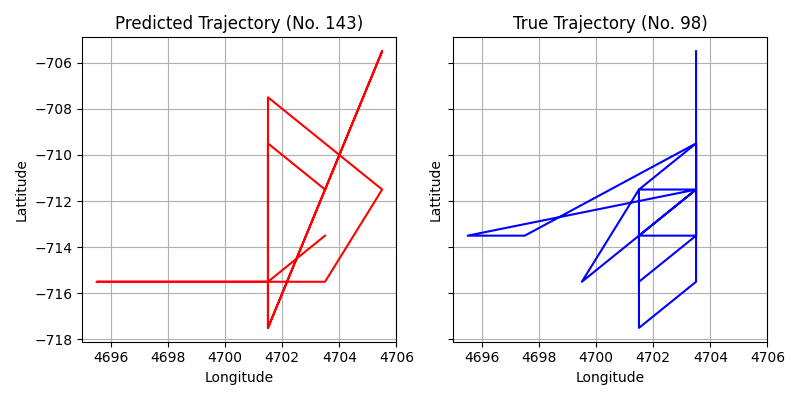 Predicted Trajectory (No. 143)
True Trajectory (No. 98)
−706
−708
−710
−712
−714
−716
−718
Lattitude
Lattitude
4696 4698 4700 4702 4704 4706
4696 4698 4700 4702 4704 4706
Longitude
Longitude